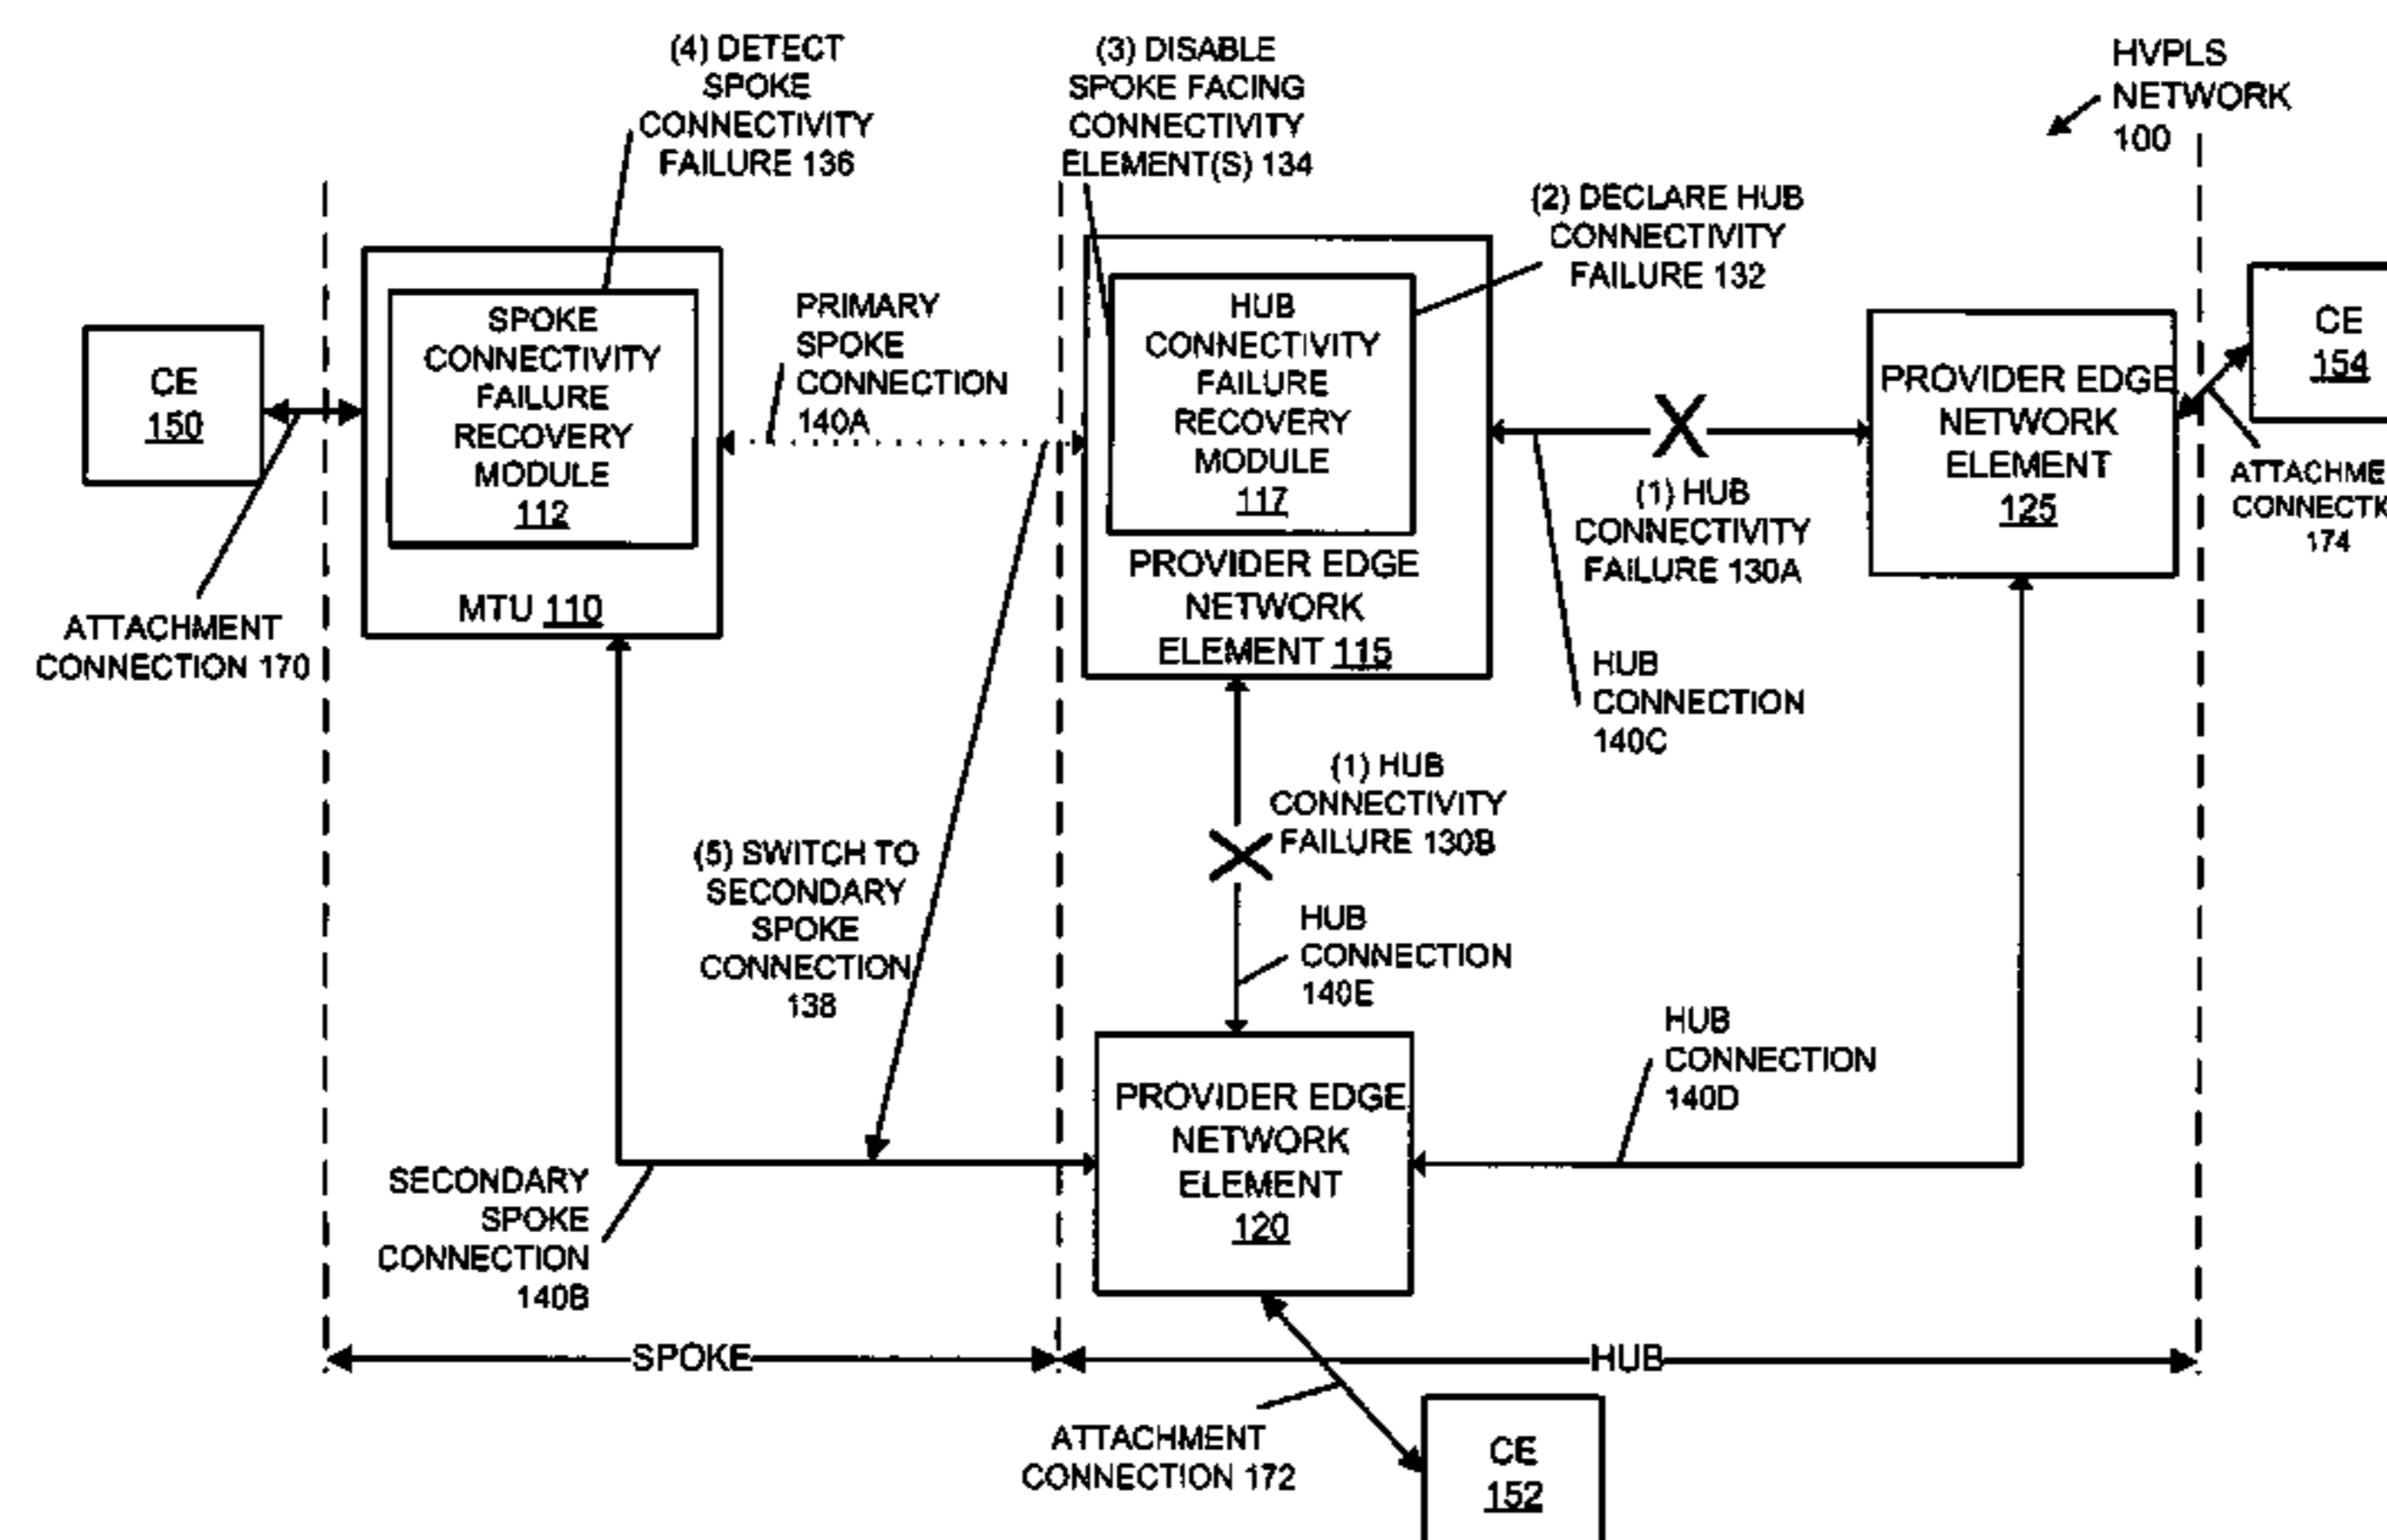 (4) DETECT
SPOKE
CONNECTIVITY
FAILURE 136
(3) DISABLE
SPOKE FACING
CONNECTIVITY
ELEMENT(S) 134
HVPLS
NETWORK
100
(2) DECLARE HUB
CONNECTIVITY
FAILURE 132
CE
150
SPOKE
CONNECTIVITY
FAILURE
RECOVERY
MODULE
112
MTU 110
PRIMARY
SPOKE
CONNECTION
140A
HUB
CONNECTIVITY
FAILURE
RECOVERY
MODULE
117
PROVIDER EDGE
NETWORK
ELEMENT 115
(1) HUB
CONNECTIVITY
FAILURE 130A
PROVIDER EDGE
NETWORK
ELEMENT
125
CE
154
ATTACHME
CONNECTI
174
ATTACHMENT
CONNECTION 170
HUB
CONNECTION
140C
(1) HUB
CONNECTIVITY
FAILURE 130B
(5) SWITCH TO
SECONDARY
SPOKE
CONNECTION
138
HUB
CONNECTION
140E
HUB
CONNECTION
140D
PROVIDER EDGE
NETWORK
ELEMENT
120
SECONDARY
SPOKE
CONNECTION
140B
SPOKE
HUB
ATTACHMENT
CONNECTION 172
CE
152